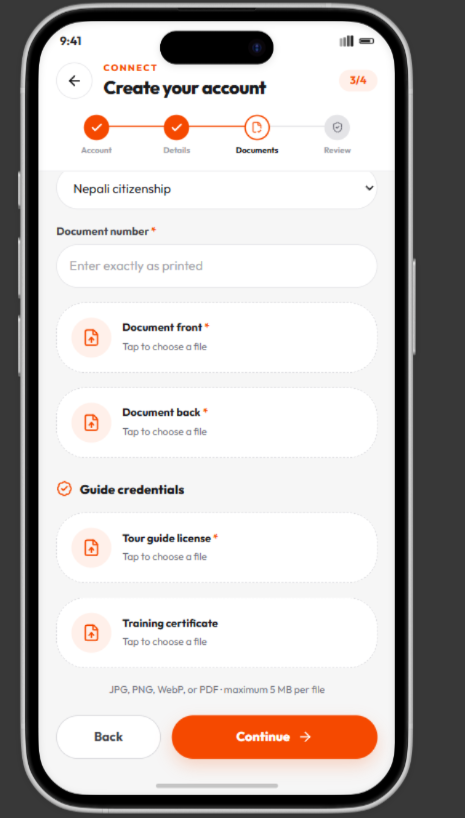 9:41
CONNECT
Create your account
3/4
Account
Details
Documents
Review
Nepali citizenship
Document number *
Enter exactly as printed
Document front *
Tap to choose a file
Document back *
Tap to choose a file
Guide credentials
Tour guide license *
Tap to choose a file
Training certificate
Tap to choose a file
JPG, PNG, WebP, or PDF · maximum 5 MB per file
Back
Continue →